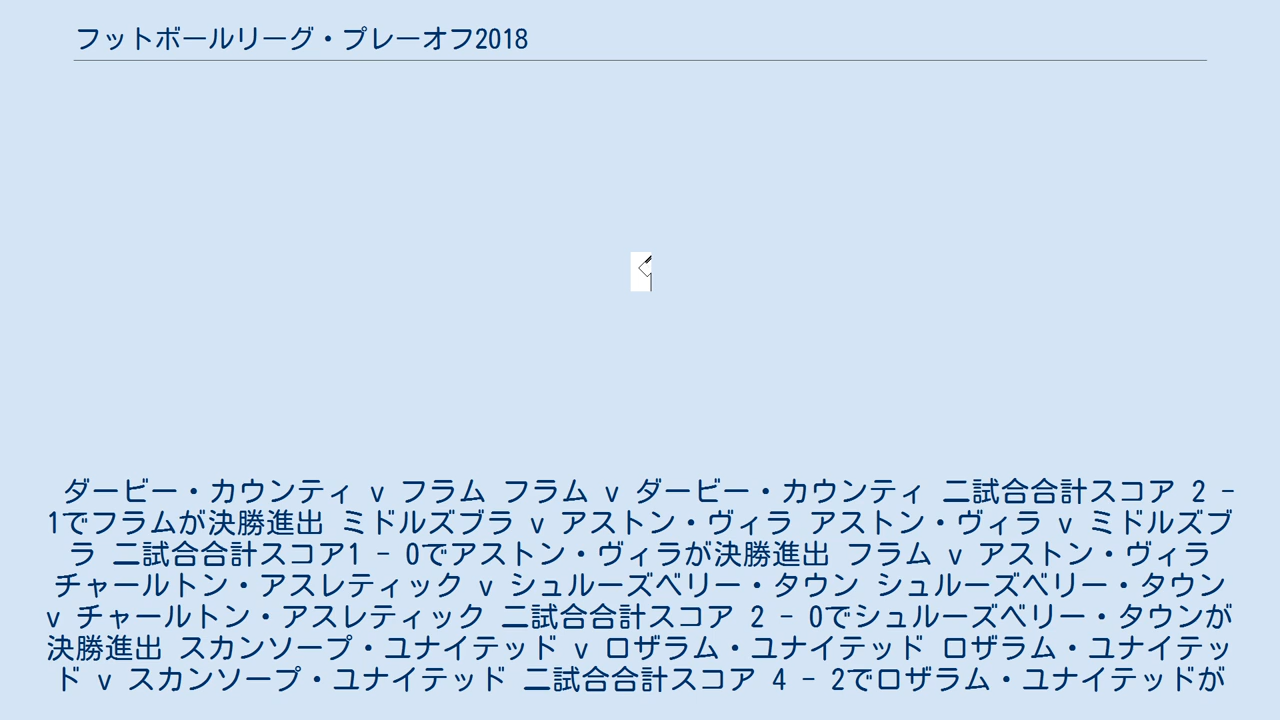 フットボールリーグ・プレーオフ2018
ダービー・カウンティ v フラム フラム v ダービー・カウンティ 二試合合計スコア 2 -
1でフラムが決勝進出 ミドルズブラ v アストン・ヴィラ アストン・ヴィラ v ミドルズブ
ラ 二試合合計スコア1 - 0でアストン・ヴィラが決勝進出 フラム v アストン・ヴィラ
チャールトン・アスレティック v シュルーズベリー・タウン シュルーズベリー・タウン
v チャールトン・アスレティック 二試合合計スコア 2 - 0でシュルーズベリー・タウンが
決勝進出 スカンソープ・ユナイテッド v ロザラム・ユナイテッド ロザラム・ユナイテッ
ド v スカンソープ・ユナイテッド 二試合合計スコア 4 - 2でロザラム・ユナイテッドが